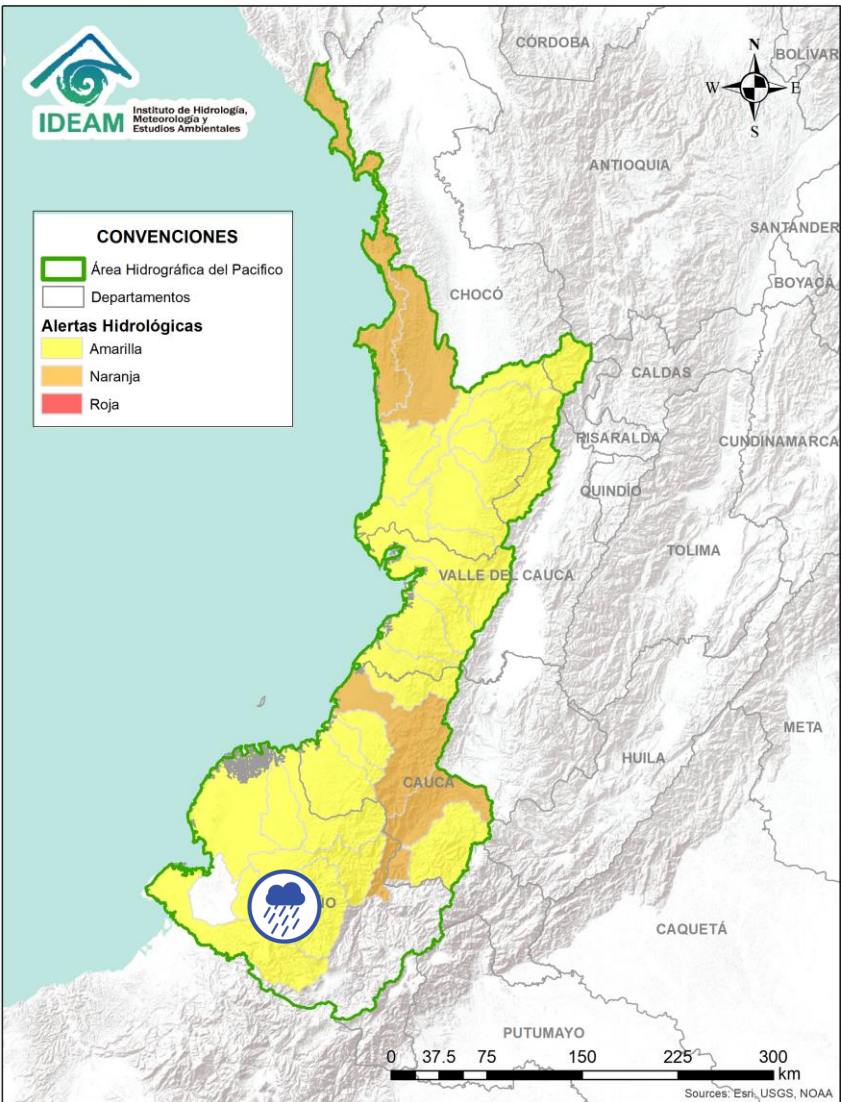 IDEAM
Instituto de Hidrología,
Meteorología y
Estudios Ambientales
N
W
E
S
CÓRDOBA
BOLÍVAR
ANTIOQUIA
SANTANDER
BOYACÁ
CHOCÓ
CONVENCIONES
Área Hidrográfica del Pacifico
Departamentos
Alertas Hidrológicas
Amarilla
Naranja
Roja
CALDAS
RISARALDA
CUNDINAMARCA
QUINDÍO
TOLIMA
VALLE DEL CAUCA
META
HUILA
CAUCA
CAQUETÁ
PUTUMAYO
0 37.5 75 150 225 300
km
Sources: Esri, USGS, NOAA